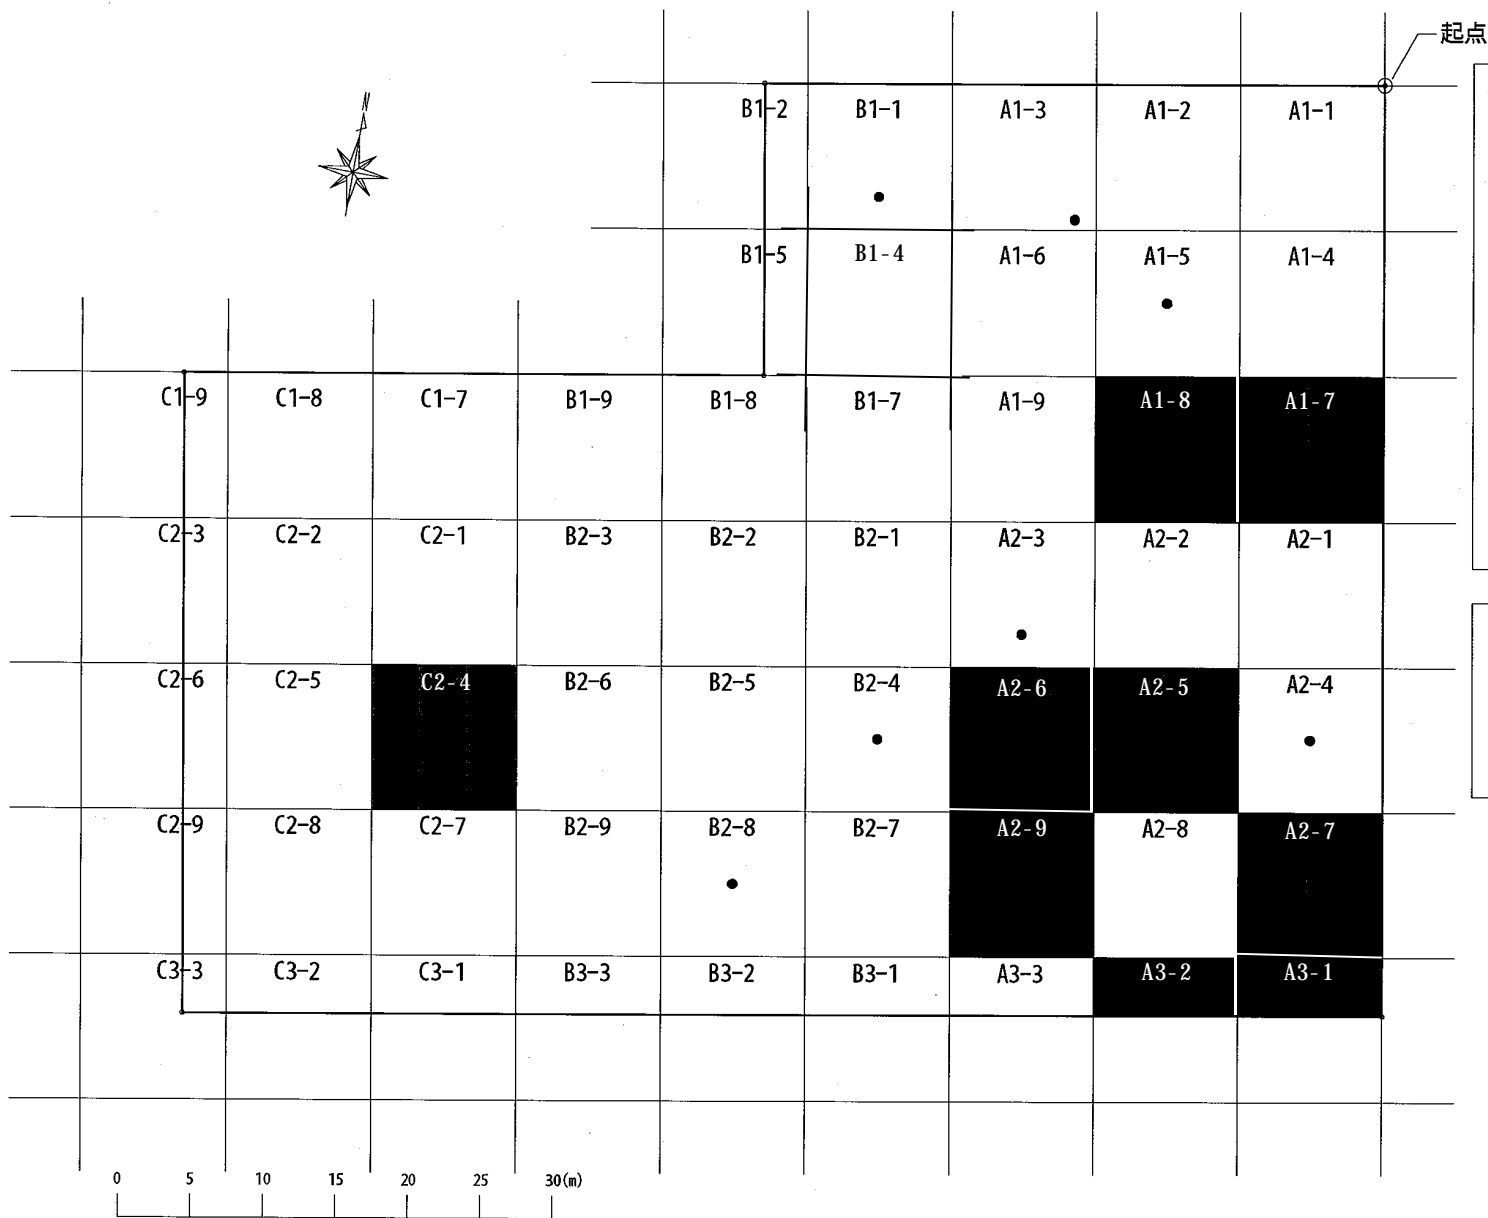 起点
B1-2 B1-1 A1-3 A1-2 A1-1
B1-5 B1-4 A1-6 A1-5 A1-4
C1-9 C1-8 C1-7 B1-9 B1-8 B1-7 A1-9 A1-8 A1-7
C2-3 C2-2 C2-1 B2-3 B2-2 B2-1 A2-3 A2-2 A2-1
C2-6 C2-5 C2-4 B2-6 B2-5 B2-4 A2-6 A2-5 A2-4
C2-9 C2-8 C2-7 B2-9 B2-8 B2-7 A2-9 A2-8 A2-7
C3-3 C3-2 C3-1 B3-3 B3-2 B3-1 A3-3 A3-2 A3-1
0 5 10 15 20 25 30(m)